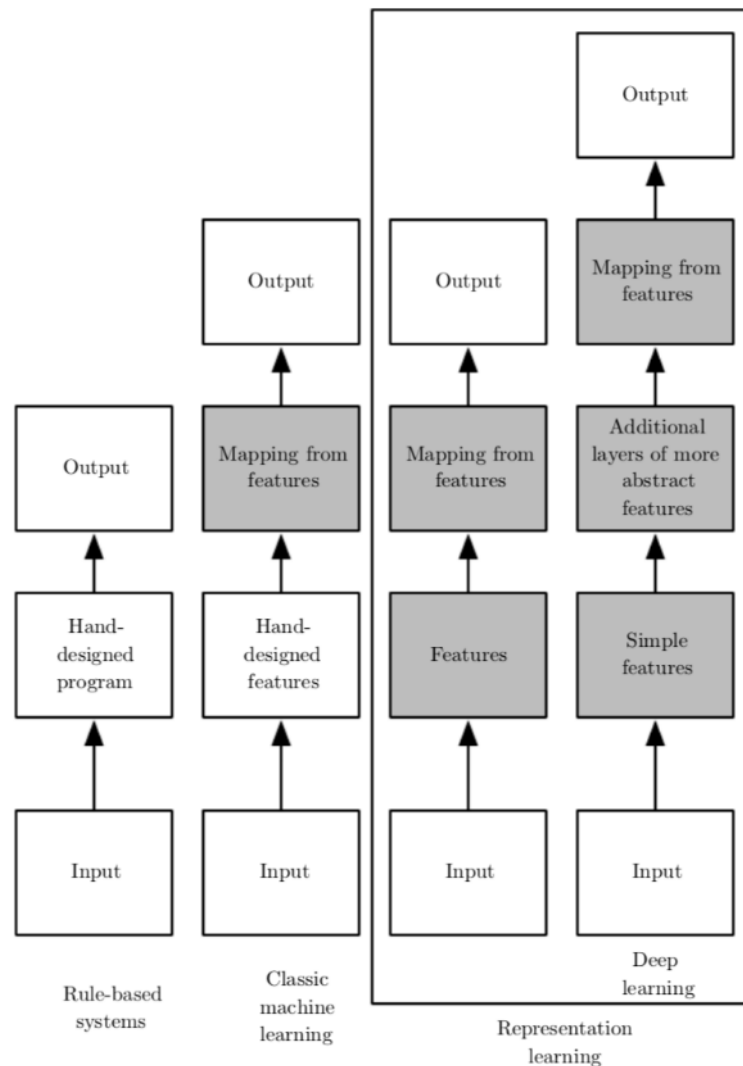 Output
Output
Output
Mapping from
features
Output
Mapping from
features
Mapping from
features
Additional
layers of more
abstract
features
Hand-
designed
program
Hand-
designed
features
Features
Simple
features
Input
Input
Input
Input
Rule-based
systems
Classic
machine
learning
Representation
learning
Deep
learning